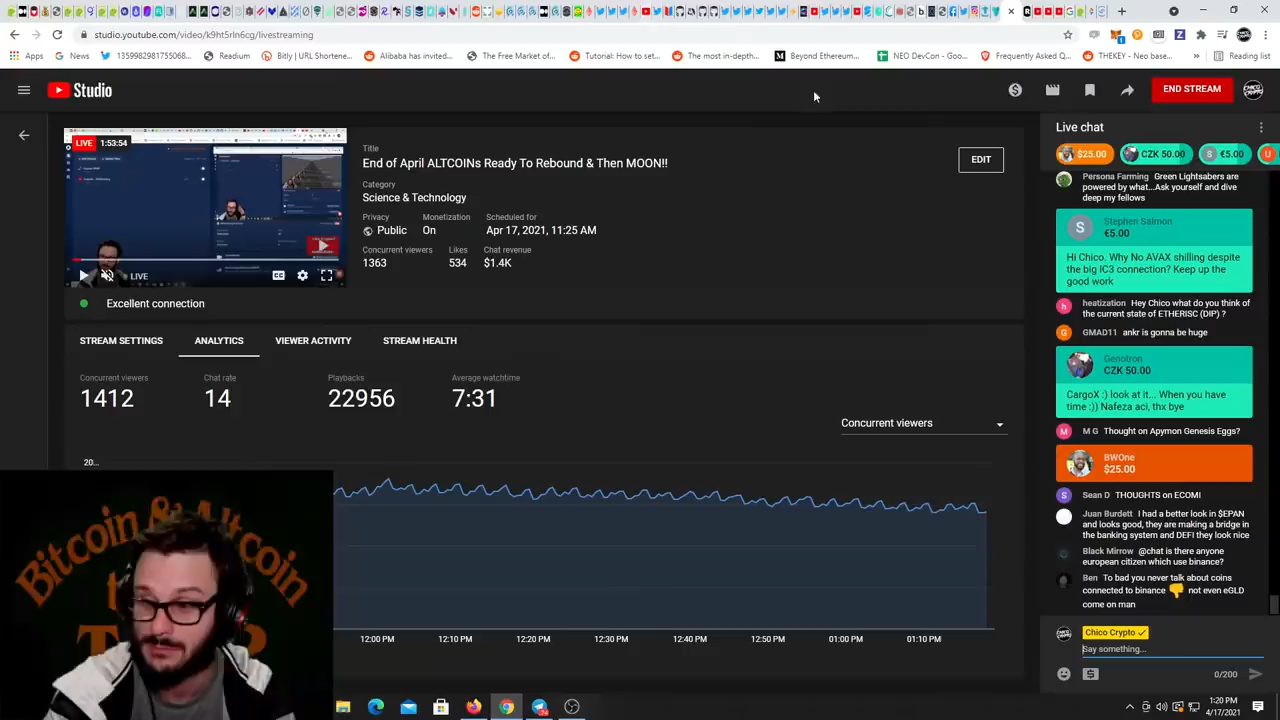 studio.youtube.com/video/k9ht5rln6cg/livestreaming
Apps
News
1359982981755068...
Readium
Bitly | URL Shortene...
Alibaba related tom...
The Free Market of...
Tutorial: How to set...
The most in-depth...
Beyond Ethereum...
NEO DevCon - Goo...
Frequently Asked Q...
THEKEY - Neo base...
Reading list
Studio
END STREAM
LIVE 1:53:54
LIVE
Title
End of April ALTCOINs Ready To Rebound & Then MOON!!
EDIT
Category
Science & Technology
Privacy Monetization Scheduled for
Public On Apr 17, 2021, 11:25 AM
Concurrent viewers Likes Chat revenue
1363 534 $1.4K
Excellent connection
STREAM SETTINGS ANALYTICS VIEWER ACTIVITY STREAM HEALTH
Concurrent viewers Chat rate Playbacks Average watchtime
1412 14 22956 7:31
Concurrent viewers
20...
12:00 PM 12:10 PM 12:20 PM 12:30 PM 12:40 PM 12:50 PM 01:00 PM 01:10 PM
Bitcoin & Altcoin
Live chat
$25.00 CZK 50.00 S €5.00 U
Persona Farming Green Lightsabers are
powered by what...Ask yourself and dive
deep my fellows
S Stephen Salmon
€5.00
Hi Chico. Why No AVAX shilling despite
the big IC3 connection? Keep up the
good work
h heatization Hey Chico what do you think of
the current state of ETHERISC (DIP) ?
G GMAD11 ankr is gonna be huge
Genotron
CZK 50.00
CargoX :) look at it... When you have
time :)) Nafeza aci, thx bye
M M G Thought on Apymon Genesis Eggs?
BWOne
$25.00
S Sean D THOUGHTS on ECOMI
Juan Burdett I had a better look in $EPAN
and looks good, they are making a bridge in
the banking system and DEFI they look nice
Black Mirrow @chat is there anyone
european citizen which use binance?
Ben To bad you never talk about coins
connected to binance 👎 not even eGLD
come on man
Chico Crypto
Say something...
0/200
1:20 PM
4/17/2021